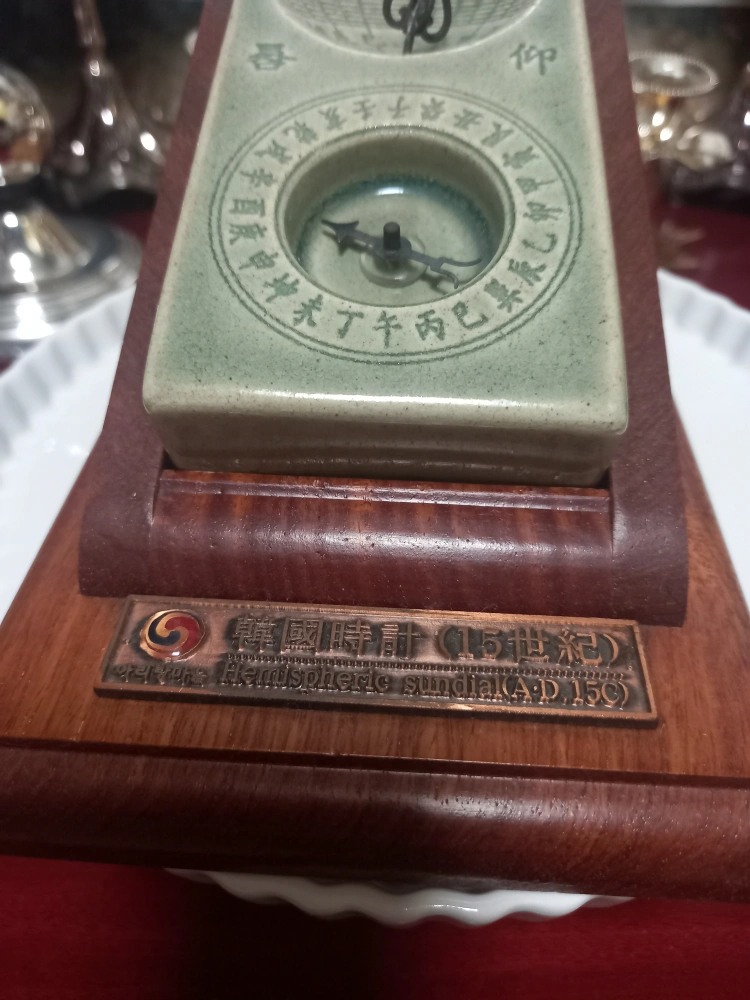 仰
子癸丑艮寅甲卯乙辰巽巳丙午丁未坤申庚酉辛戌乾亥壬
韓國時計 (15世紀)
Hemispheric sundial(A·D.15C)